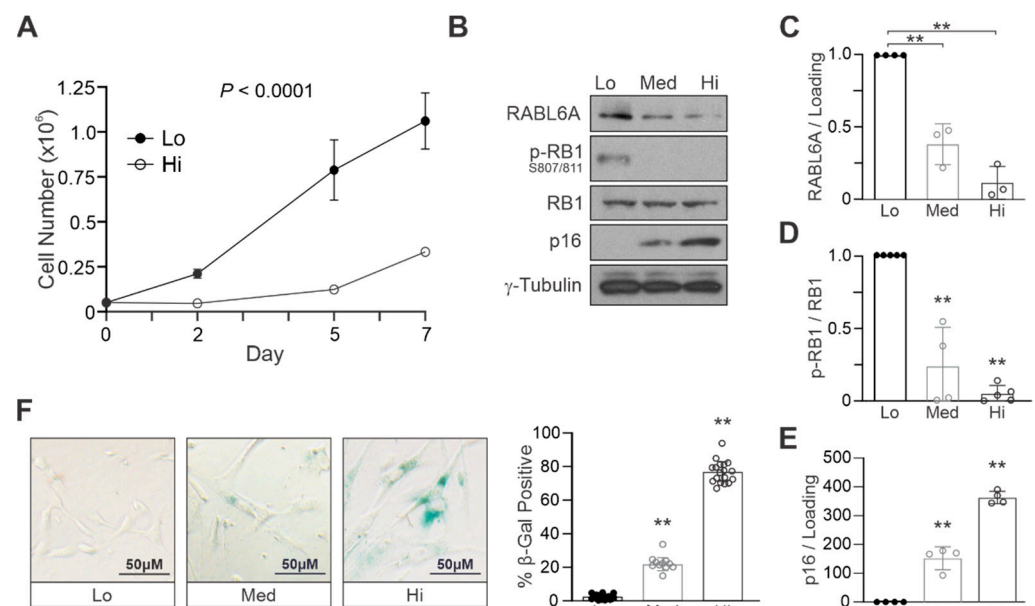 A
P < 0.0001
Cell Number (x10⁶)
1.25
1.0
0.75
0.5
0.25
0
Lo
Hi
0 2 5 7
Day
B
Lo Med Hi
RABL6A
p-RB1
S807/811
RB1
p16
γ-Tubulin
C
**
**
RABL6A / Loading
1.0
0.5
0
Lo Med Hi
D
p-RB1 / RB1
1.0
0.5
0
**
**
Lo Med Hi
F
50µM
50µM
50µM
Lo
Med
Hi
% β-Gal Positive
100
80
60
40
20
0
**
**
E
p16 / Loading
500
400
300
200
100
0
**
**